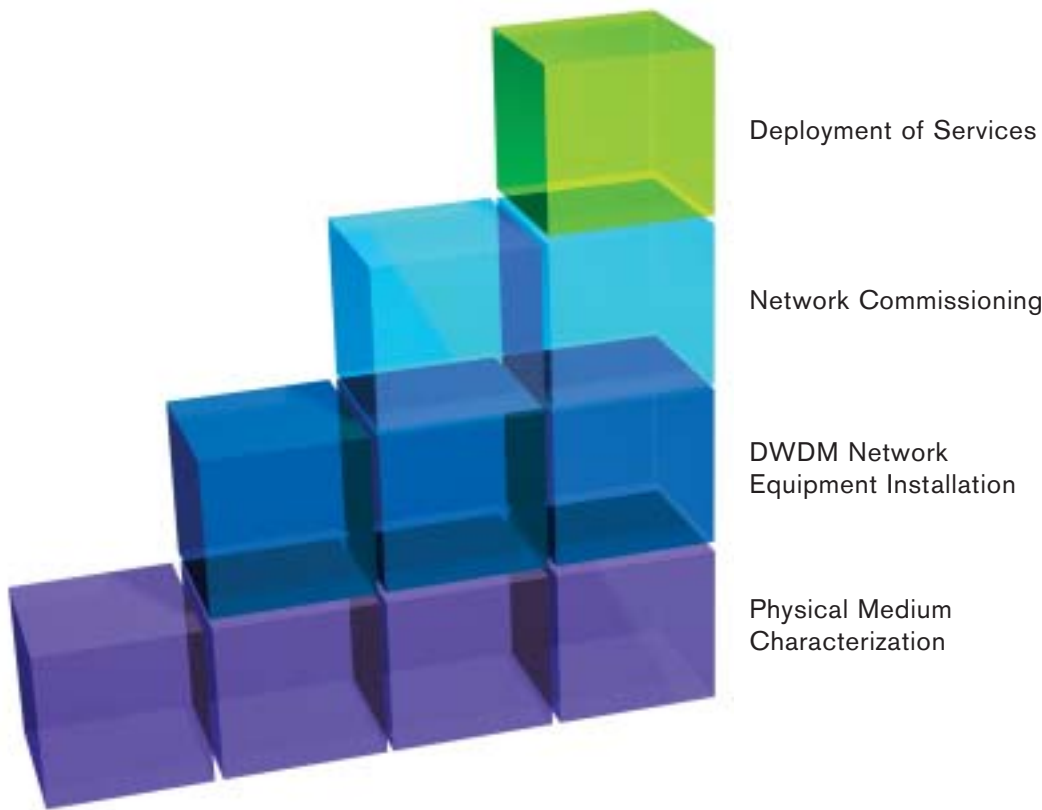 Deployment of Services
Network Commissioning
DWDM Network
Equipment Installation
Physical Medium
Characterization